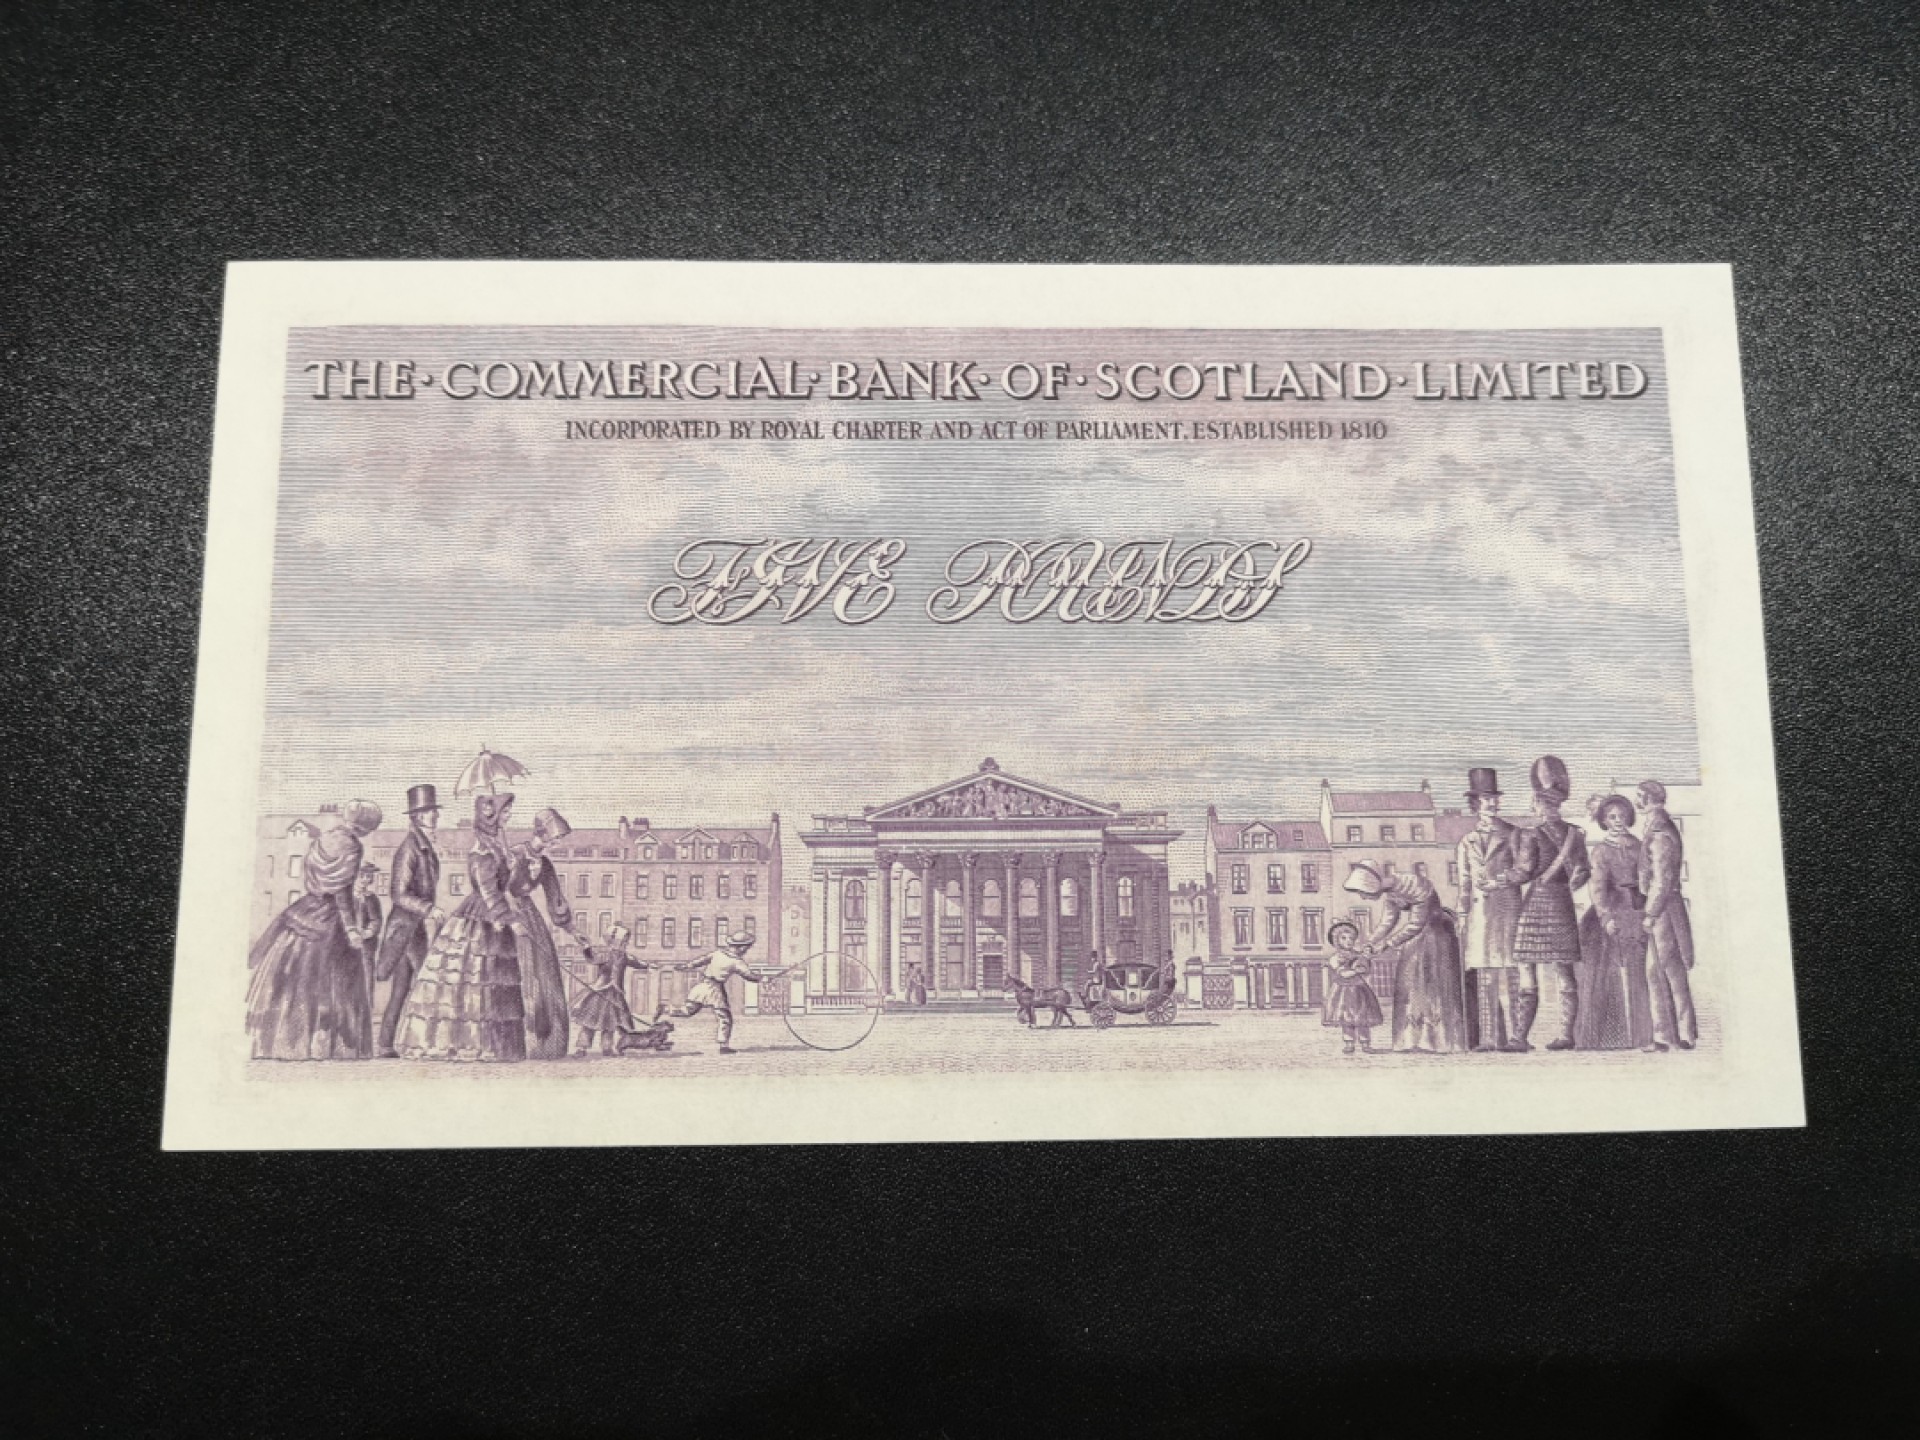 THE·COMMERCIAL·BANK·OF·SCOTLAND·LIMITED
INCORPORATED BY ROYAL CHARTER AND ACT OF PARLIAMENT. ESTABLISHED 1810
FIVE POUNDS